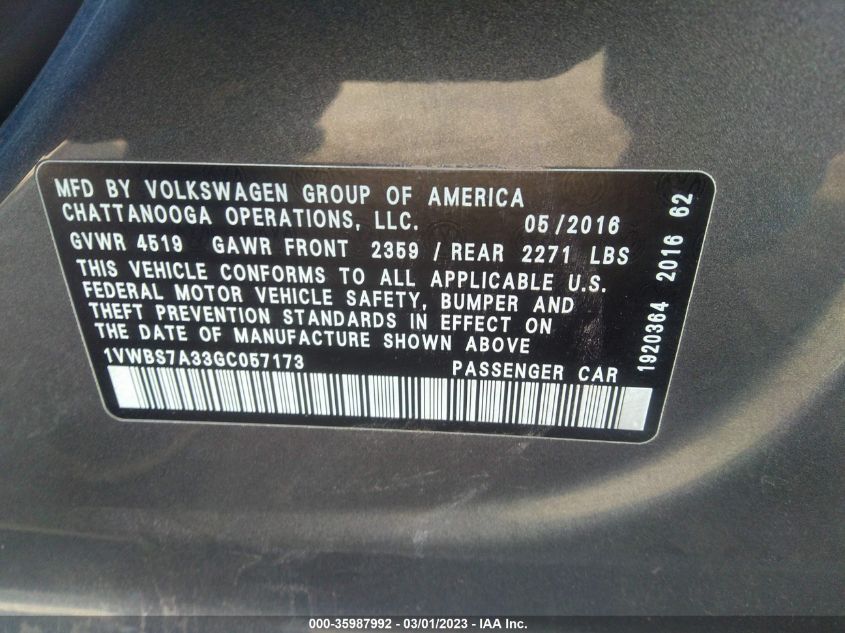 MFD BY VOLKSWAGEN GROUP OF AMERICA
CHATTANOOGA OPERATIONS, LLC. 05/2016
GVWR 4519 GAWR FRONT 2359 / REAR 2271 LBS
THIS VEHICLE CONFORMS TO ALL APPLICABLE U.S.
FEDERAL MOTOR VEHICLE SAFETY, BUMPER AND
THEFT PREVENTION STANDARDS IN EFFECT ON
THE DATE OF MANUFACTURE SHOWN ABOVE
1VWBS7A33GC057173 PASSENGER CAR
1920364 2016 62
000-35987992 - 03/01/2023 - IAA Inc.